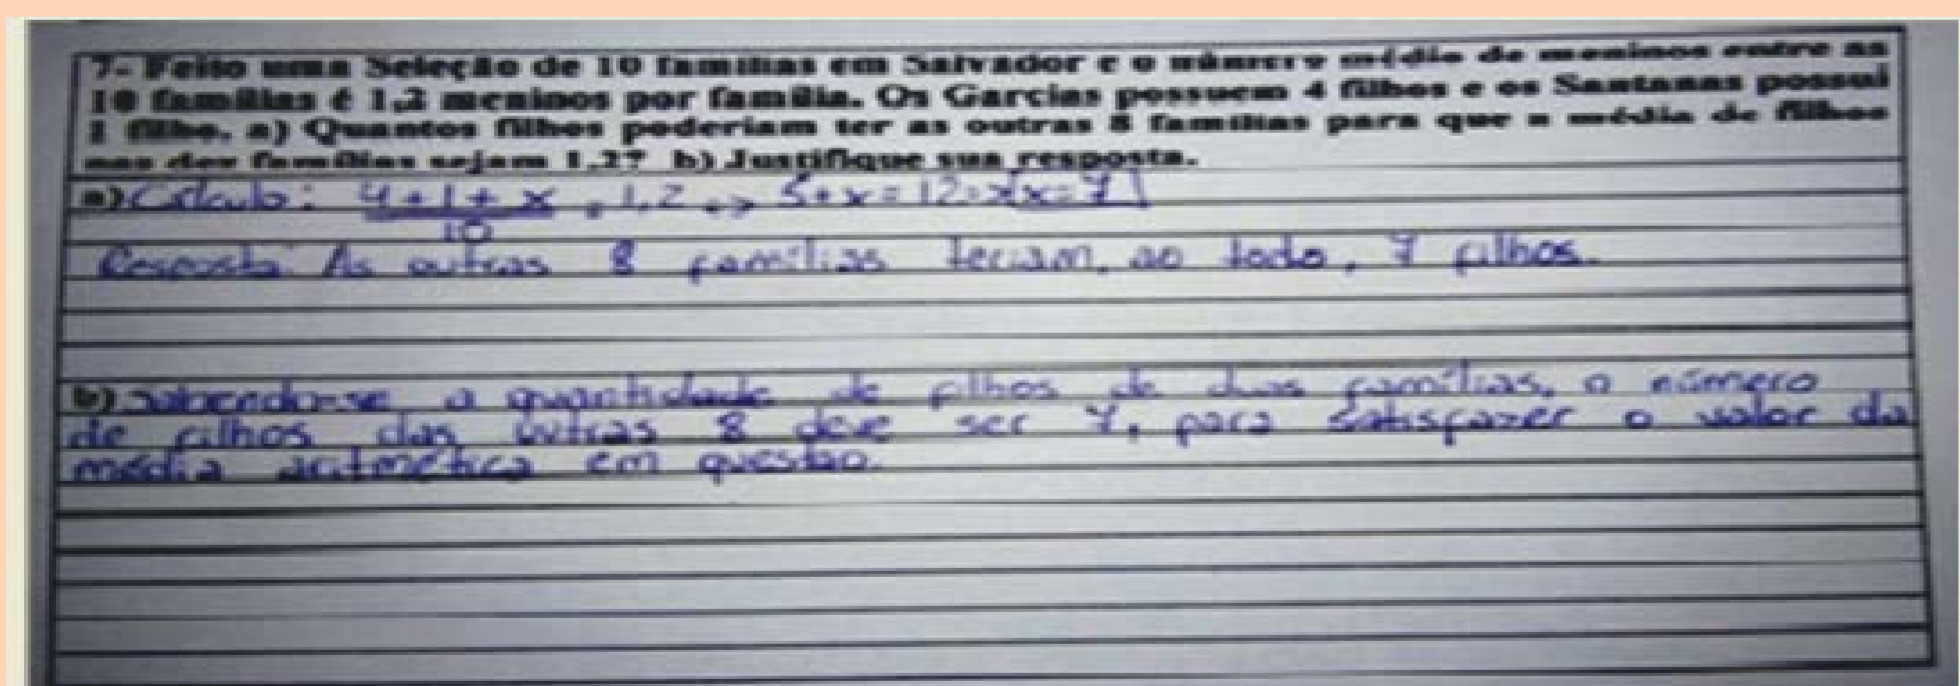 7- Feito uma Seleção de 10 famílias em Salvador e o número médio de meninos entre as
10 famílias é 1,2 meninos por família. Os Garcias possuem 4 filhos e os Santanas possui
1 filho. a) Quantos filhos poderiam ter as outras 8 famílias para que a média de filhos
nas dez famílias sejam 1,2? b) Justifique sua resposta.
a) Cálculo: 4+1+x/10 = 1,2 <-> 5+x = 12 => x=7
Resposta: As outras 8 famílias teriam, ao todo, 7 filhos.
b) Sabendo-se a quantidade de filhos de duas famílias, o número
de filhos das outras 8 deve ser 7, para satisfazer o valor da
média aritmética em questão.